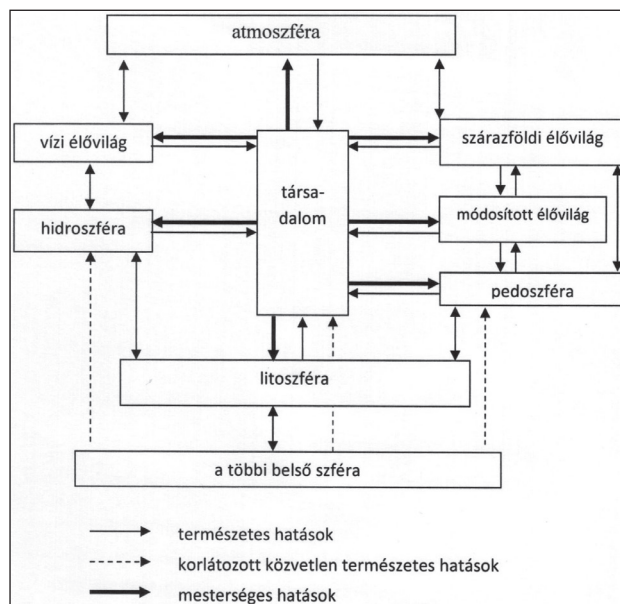 atmoszféra
vízi élővilág
szárazföldi élővilág
társa-
dalom
hidroszféra
módosított élővilág
pedoszféra
litoszféra
a többi belső szféra
természetes hatások
korlátozott közvetlen természetes hatások
mesterséges hatások